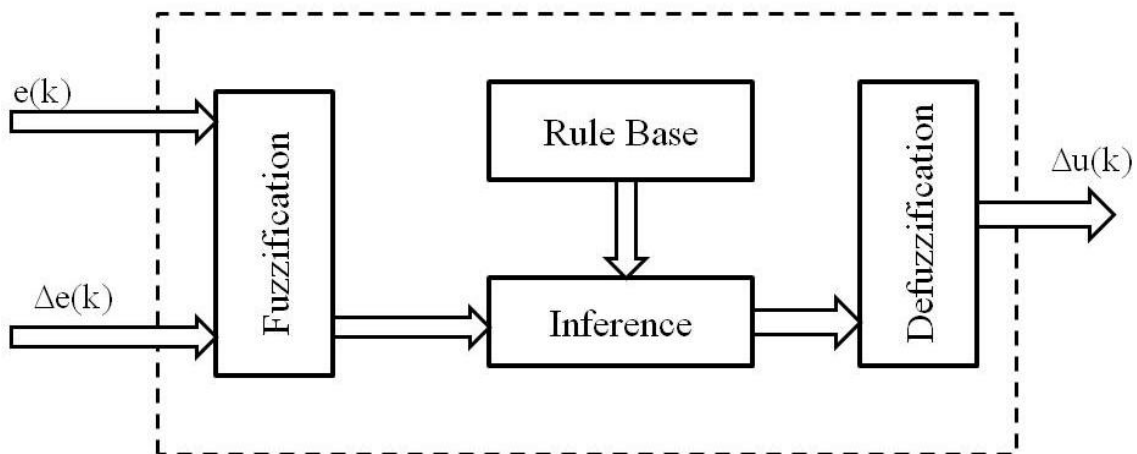 e(k)
Δe(k)
Fuzzification
Rule Base
Inference
Defuzzification
Δu(k)